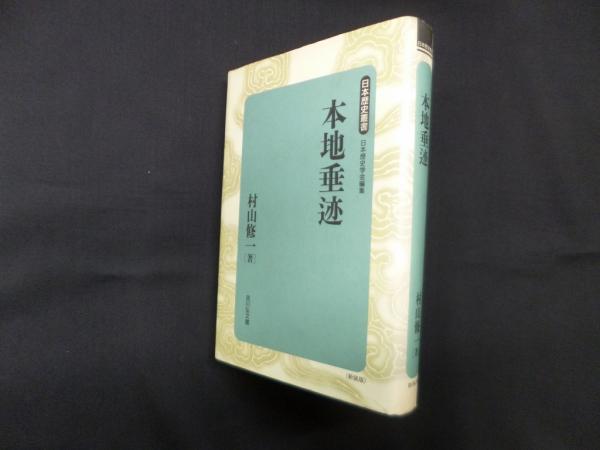 日本歴史叢書
日本歴史学会編集
本地垂迹
村山修一[著]
吉川弘文館
(新装版)
本地垂迹
村山修一[著]